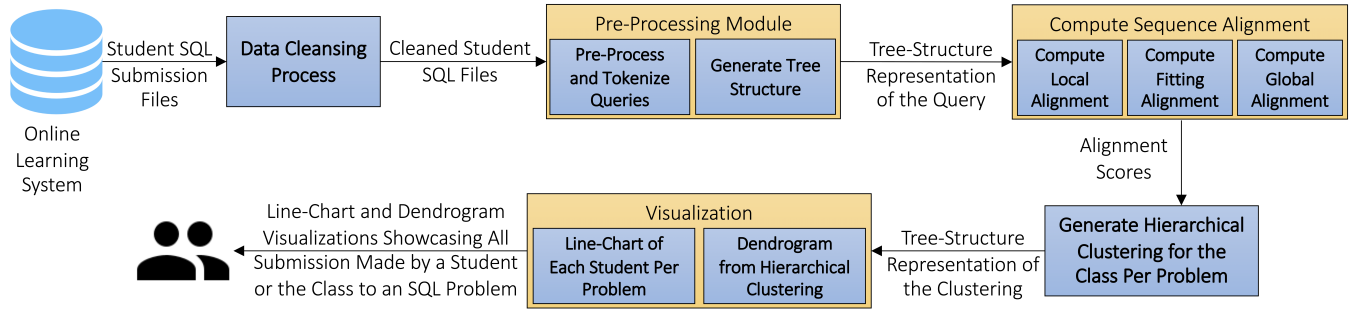 Online
Learning
System
Student SQL
Submission
Files
Data Cleansing
Process
Cleaned Student
SQL Files
Pre-Processing Module
Pre-Process
and Tokenize
Queries
Generate Tree
Structure
Tree-Structure
Representation
of the Query
Compute Sequence Alignment
Compute
Local
Alignment
Compute
Fitting
Alignment
Compute
Global
Alignment
Alignment
Scores
Generate Hierarchical
Clustering for the
Class Per Problem
Tree-Structure
Representation of
the Clustering
Visualization
Line-Chart of
Each Student Per
Problem
Dendrogram
from Hierarchical
Clustering
Line-Chart and Dendrogram
Visualizations Showcasing All
Submission Made by a Student
or the Class to an SQL Problem